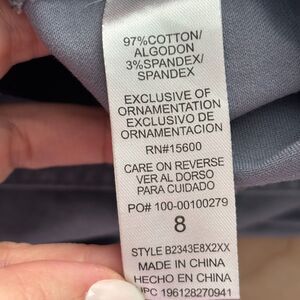 97%COTTON/
ALGODON
3%SPANDEX/
SPANDEX
EXCLUSIVE OF
ORNAMENTATION
EXCLUSIVO DE
ORNAMENTACION
RN#15600
CARE ON REVERSE
VER AL DORSO
PARA CUIDADO
PO# 100-00100279
8
STYLE B2343E8X2XX
MADE IN CHINA
HECHO EN CHINA
UPC 196128270941